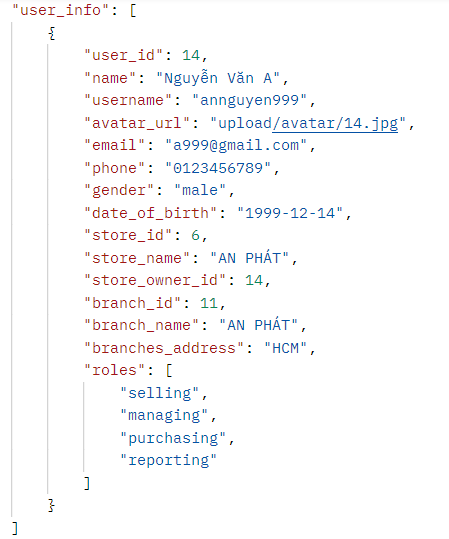 "user_info": [
{
"user_id": 14,
"name": "Nguyễn Văn A",
"username": "annguyen999",
"avatar_url": "upload/avatar/14.jpg",
"email": "a999@gmail.com",
"phone": "0123456789",
"gender": "male",
"date_of_birth": "1999-12-14",
"store_id": 6,
"store_name": "AN PHÁT",
"store_owner_id": 14,
"branch_id": 11,
"branch_name": "AN PHÁT",
"branches_address": "HCM",
"roles": [
"selling",
"managing",
"purchasing",
"reporting"
]
}
]